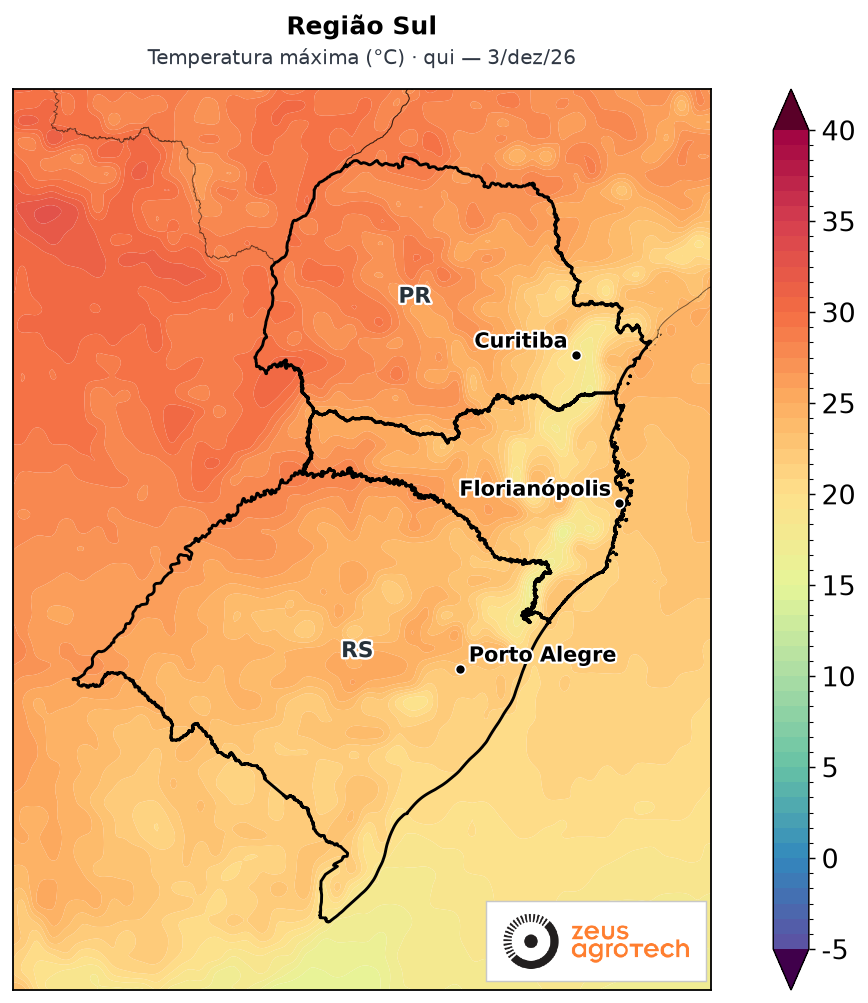 Região Sul
Temperatura máxima (°C) · qui — 3/dez/26
40
35
30
25
20
15
10
5
0
-5
PR
Curitiba
Florianópolis
RS
Porto Alegre
zeus
agrotech